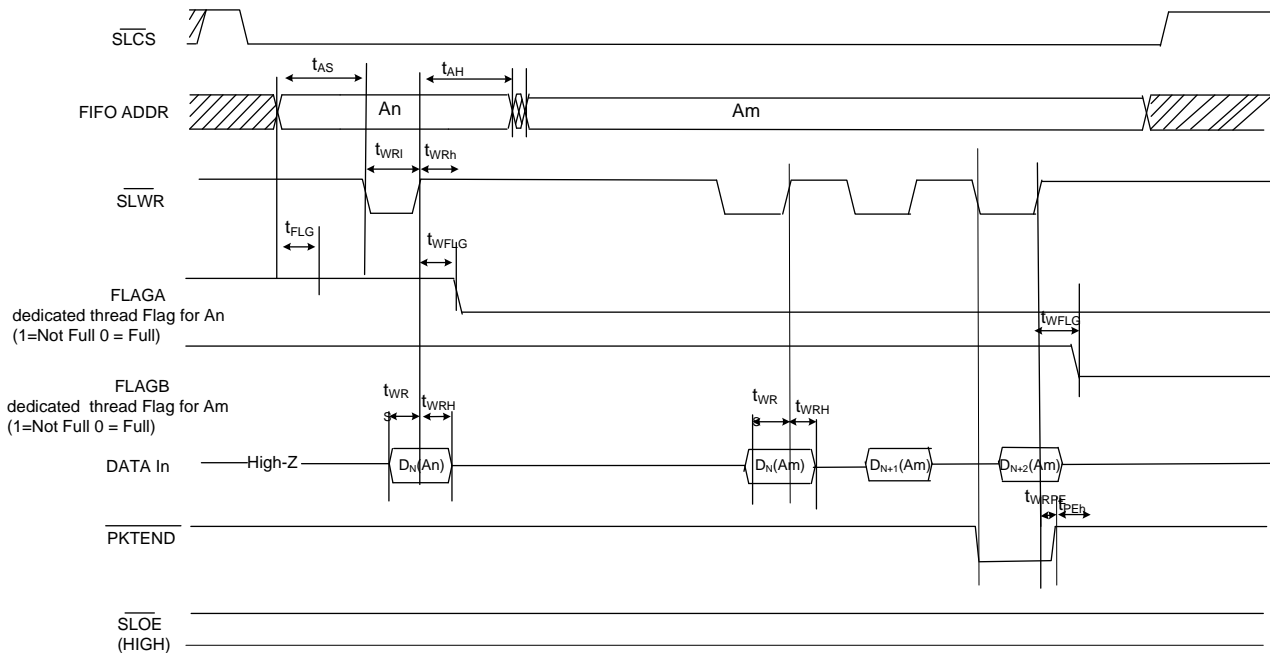 SLCS
tAS
tAH
FIFO ADDR
An
Am
tWRl
tWRh
SLWR
tFLG
tWFLG
FLAGA
dedicated thread Flag for An
(1=Not Full 0 = Full)
tWFLG
FLAGB
dedicated thread Flag for Am
(1=Not Full 0 = Full)
tWR
S
tWRH
tWR
S
tWRH
DATA In
High-Z
DN(An)
DN(Am)
DN+1(Am)
DN+2(Am)
tWRPE
tPEh
PKTEND
SLOE
(HIGH)